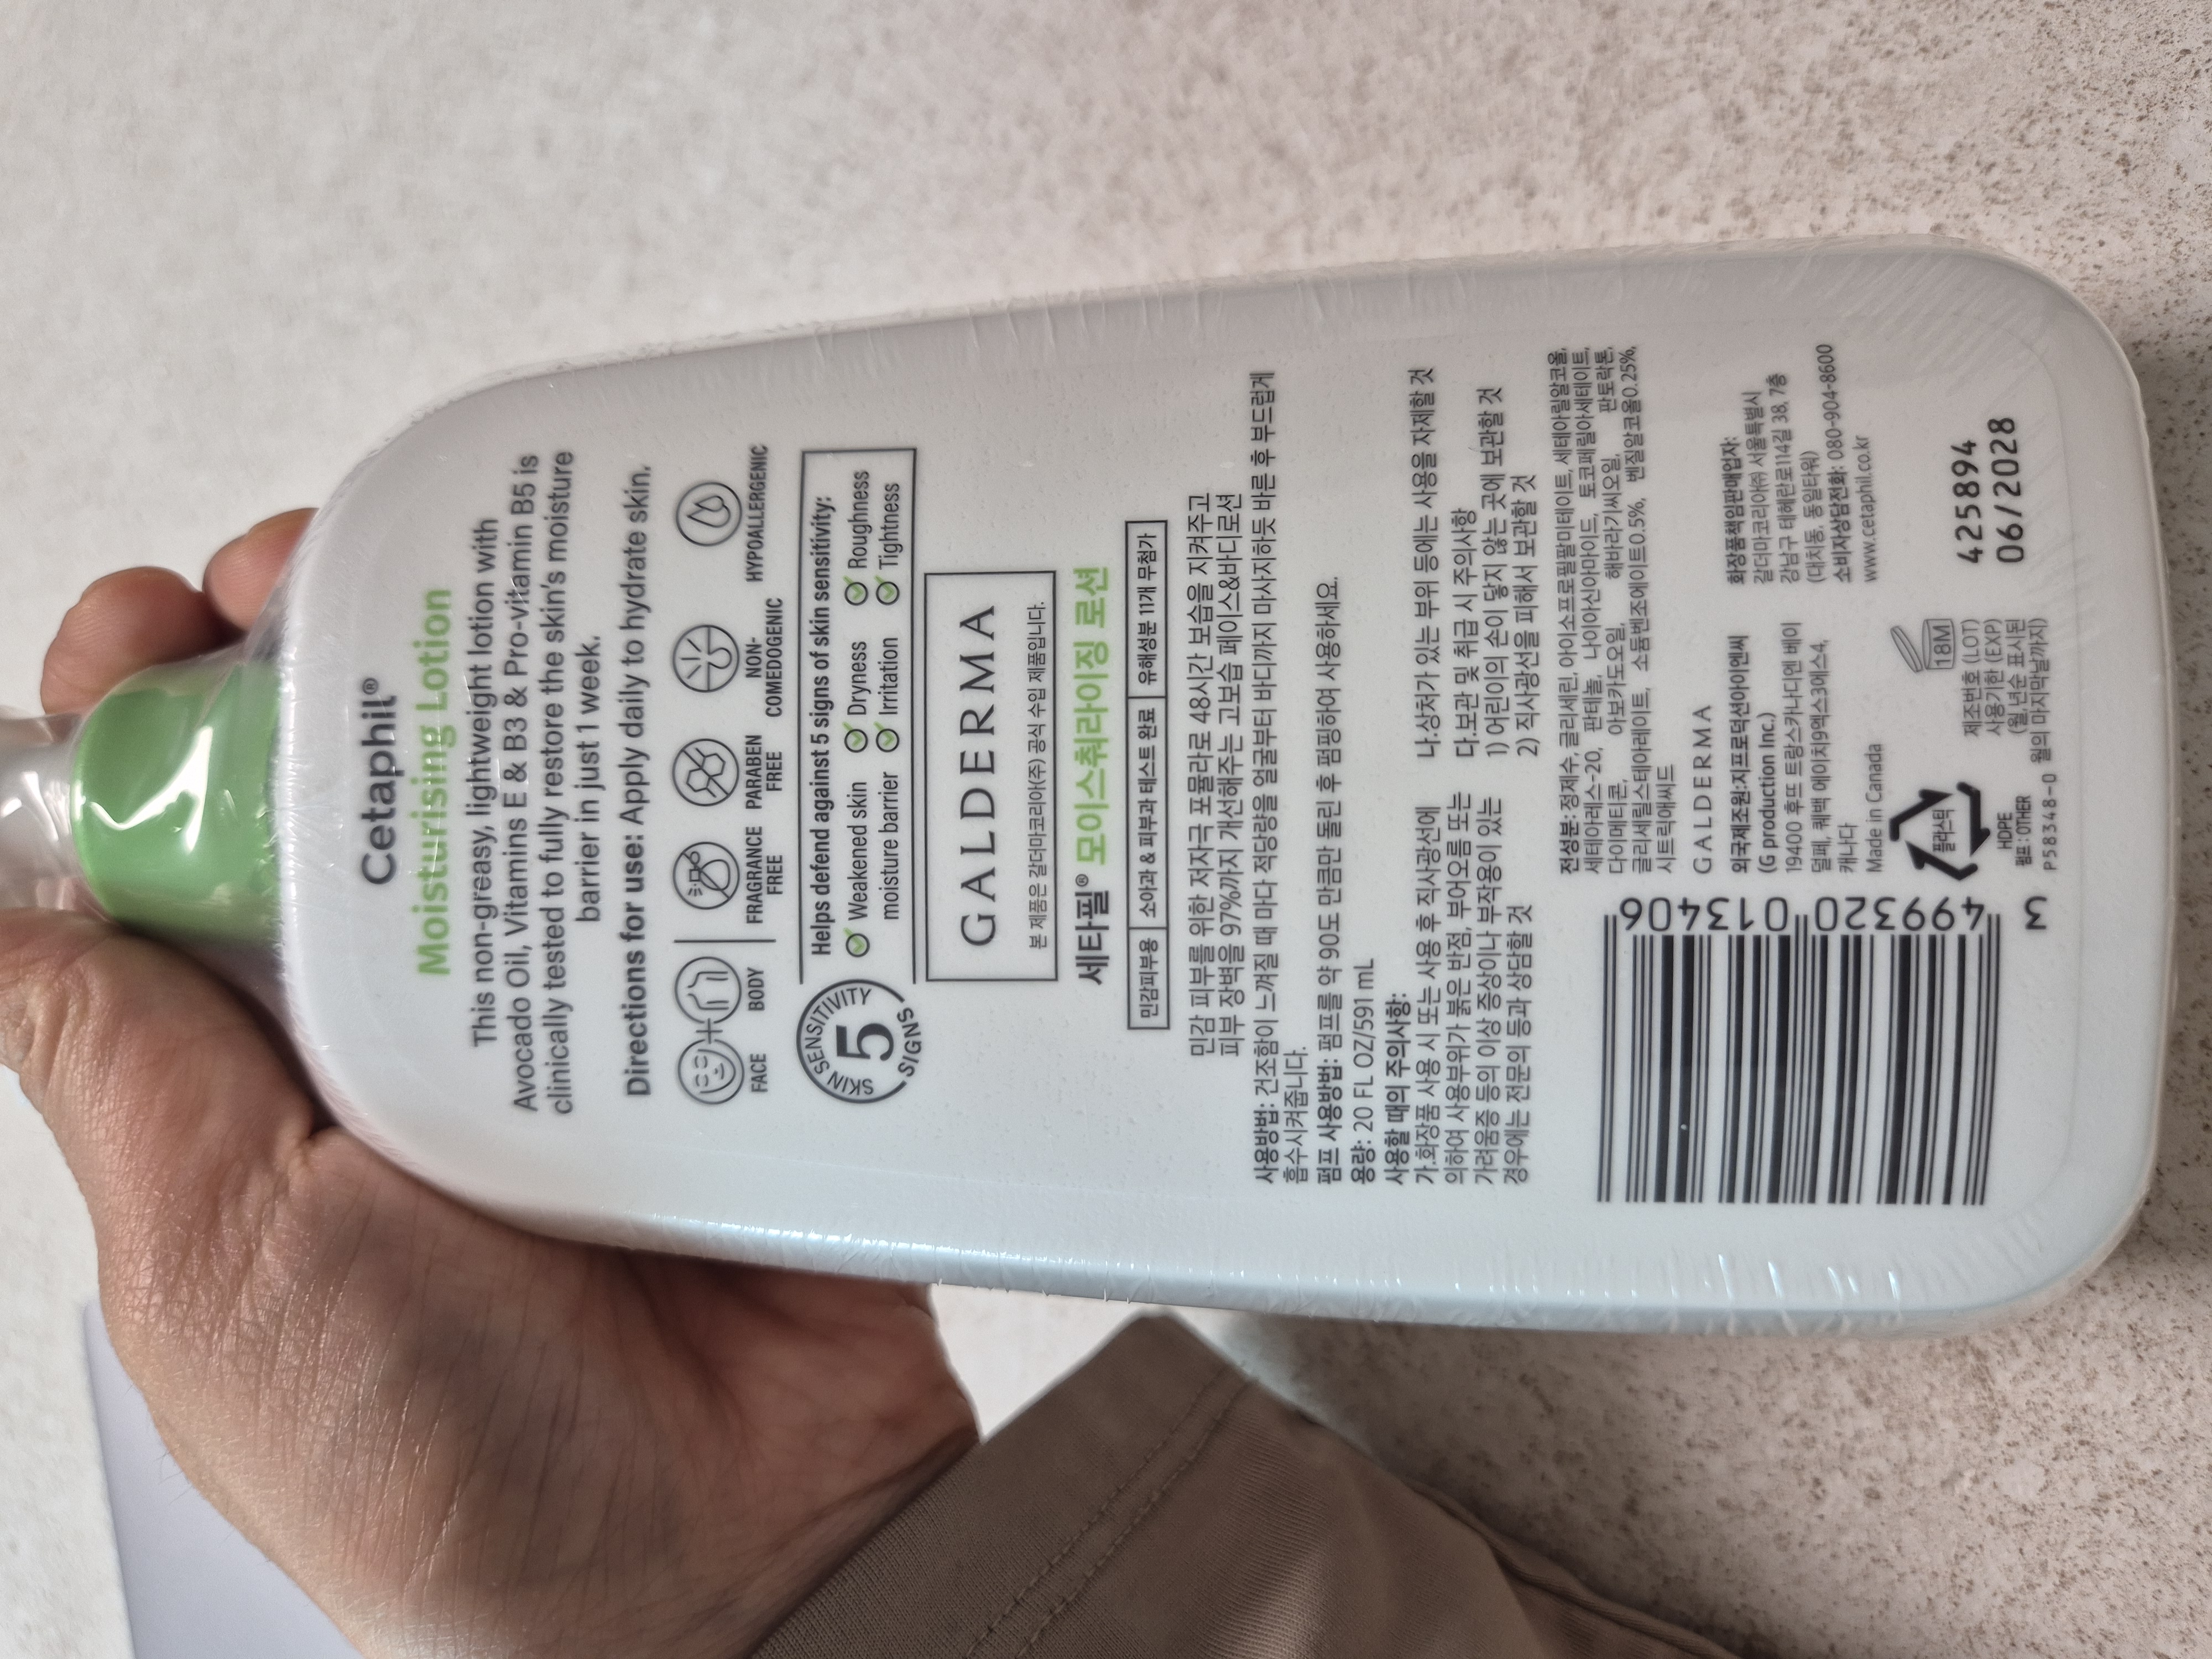 Cetaphil®
Moisturising Lotion
This non-greasy, lightweight lotion with
Avocado Oil, Vitamins E & B3 & Pro-vitamin B5 is
clinically tested to fully restore the skin's moisture
barrier in just 1 week.
Directions for use: Apply daily to hydrate skin.
FACE
BODY
FRAGRANCE
FREE
PARABEN
FREE
NON-
COMEDOGENIC
HYPOALLERGENIC
SKIN SENSITIVITY
5
SIGNS
Helps defend against 5 signs of skin sensitivity:
Weakened skin
moisture barrier
Dryness
Irritation
Roughness
Tightness
GALDERMA
본 제품은 갈더마코리아(주) 공식 수입 제품입니다.
세타필® 모이스춰라이징 로션
민감피부용
소아과 & 피부과 테스트 완료
유해성분 11개 무첨가
민감 피부를 위한 저자극 포뮬라로 48시간 보습을 지켜주고
피부 장벽을 97%까지 개선해주는 고보습 페이스&바디로션
사용방법: 건조함이 느껴질 때 마다 적당량을 얼굴부터 바디까지 마사지하듯 바른 후 부드럽게
흡수시켜줍니다.
펌프 사용방법: 펌프를 약 90도 만큼만 돌린 후 펌핑하여 사용하세요.
용량: 20 FL OZ/591 mL
사용할 때의 주의사항:
가.화장품 사용 시 또는 사용 후 직사광선에
의하여 사용부위가 붉은 반점, 부어오름 또는
가려움증 등의 이상 증상이나 부작용이 있는
경우에는 전문의 등과 상담할 것
나.상처가 있는 부위 등에는 사용을 자제할 것
다.보관 및 취급 시 주의사항
1) 어린이의 손이 닿지 않는 곳에 보관할 것
2) 직사광선을 피해서 보관할 것
전성분: 정제수, 글리세린, 아이소프로필팔미테이트, 세테아릴알코올,
세테아레스-20, 판테놀, 나이아신아마이드, 토코페릴아세테이트,
다이메티콘, 아보카도오일, 해바라기씨오일, 판토락톤,
글리세릴스테아레이트, 소듐벤조에이트0.5%, 벤질알코올0.25%,
시트릭애씨드
3
499320
013406
GALDERMA
외국제조원:지프로덕션아이엔씨
(G production Inc.)
19400 후드 트랑스카나디엔 베이
덜페, 퀘백 에이치9엑스3에스4,
캐나다
Made in Canada
화장품책임판매업자:
갈더마코리아㈜ 서울특별시
강남구 테헤란로114길 38, 7층
(대치동, 동일타워)
소비자상담전화: 080-904-8600
www.cetaphil.co.kr
플라스틱
HDPE
펌프 : OTHER
P58348-0
18M
제조번호 (LOT)
사용기한 (EXP)
(월,년순 표시된
월의 마지막날까지)
425894
06/2028